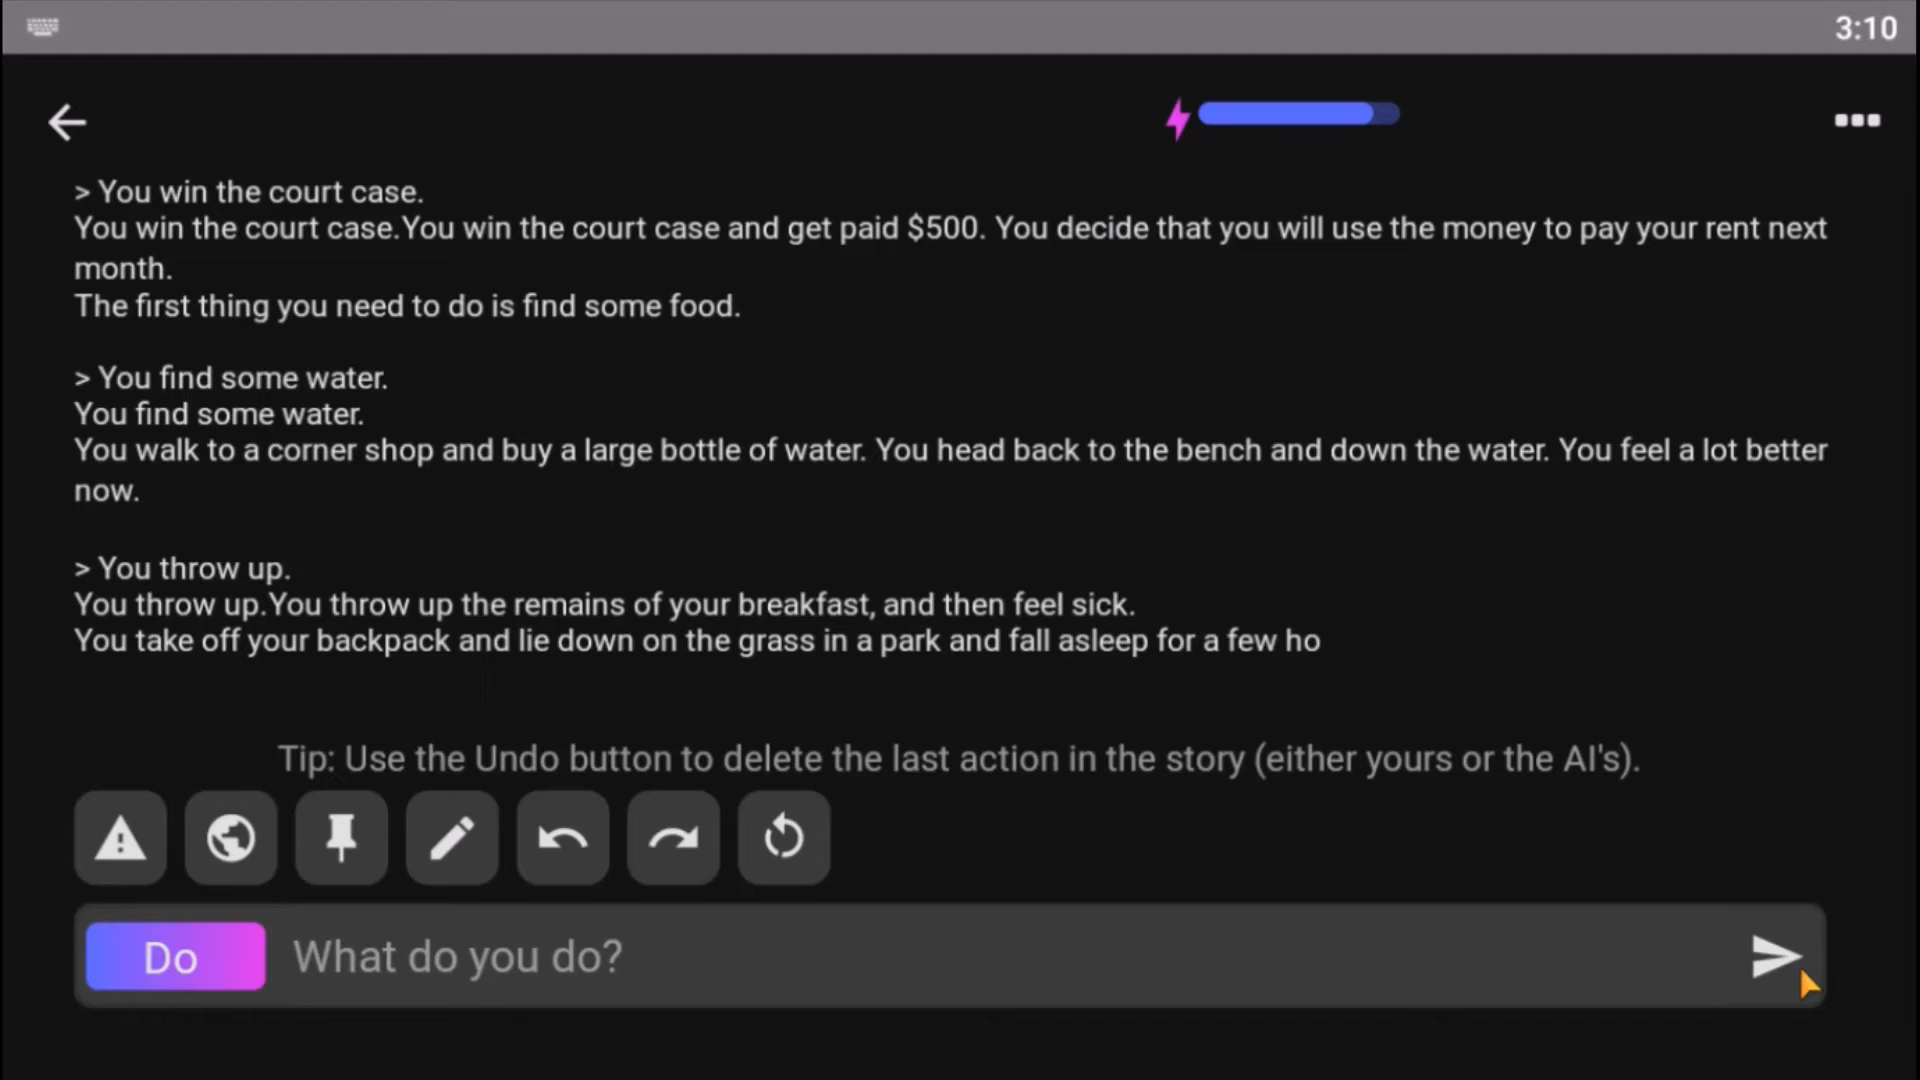 3:10
> You win the court case.
You win the court case.You win the court case and get paid $500. You decide that you will use the money to pay your rent next
month.
The first thing you need to do is find some food.
> You find some water.
You find some water.
You walk to a corner shop and buy a large bottle of water. You head back to the bench and down the water. You feel a lot better
now.
> You throw up.
You throw up.You throw up the remains of your breakfast, and then feel sick.
You take off your backpack and lie down on the grass in a park and fall asleep for a few ho
Tip: Use the Undo button to delete the last action in the story (either yours or the AI's).
Do What do you do?